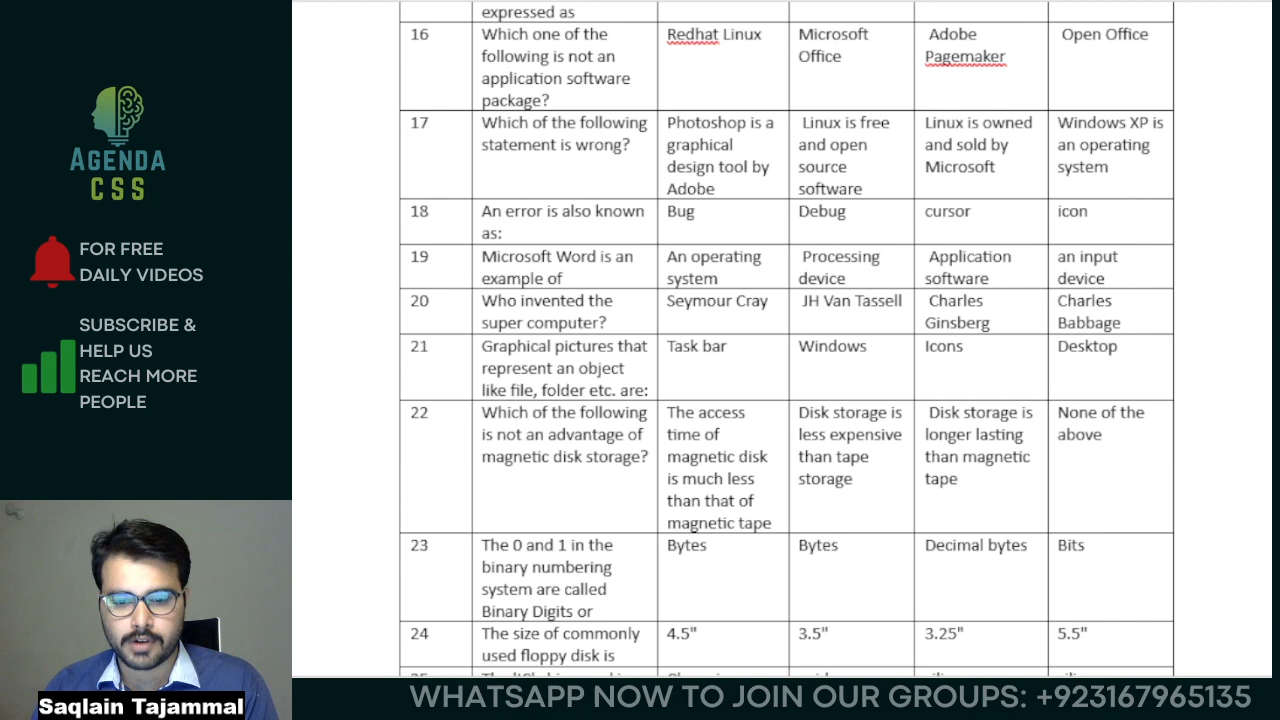 AGENDA
CSS
FOR FREE
DAILY VIDEOS
SUBSCRIBE &
HELP US
REACH MORE
PEOPLE
Saqlain Tajammal
expressed as
16 Which one of the following is not an application software package? Redhat Linux Microsoft Office Adobe Pagemaker Open Office
17 Which of the following statement is wrong? Photoshop is a graphical design tool by Adobe Linux is free and open source software Linux is owned and sold by Microsoft Windows XP is an operating system
18 An error is also known as: Bug Debug cursor icon
19 Microsoft Word is an example of An operating system Processing device Application software an input device
20 Who invented the super computer? Seymour Cray JH Van Tassell Charles Ginsberg Charles Babbage
21 Graphical pictures that represent an object like file, folder etc. are: Task bar Windows Icons Desktop
22 Which of the following is not an advantage of magnetic disk storage? The access time of magnetic disk is much less than that of magnetic tape Disk storage is less expensive than tape storage Disk storage is longer lasting than magnetic tape None of the above
23 The 0 and 1 in the binary numbering system are called Binary Digits or Bytes Bytes Decimal bytes Bits
24 The size of commonly used floppy disk is 4.5" 3.5" 3.25" 5.5"
WHATSAPP NOW TO JOIN OUR GROUPS: +923167965135